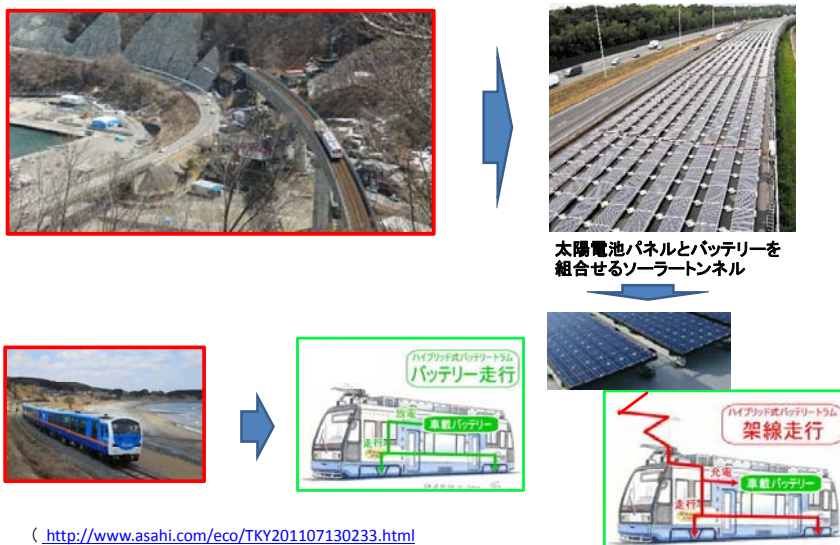 太陽電池パネルとバッテリーを
組合せるソーラートンネル
ハイブリッド式バッテリートラム
バッテリー走行
放電
車載バッテリー
走行
ハイブリッド式バッテリートラム
架線走行
充電
車載バッテリー
走行
( http://www.asahi.com/eco/TKY201107130233.html